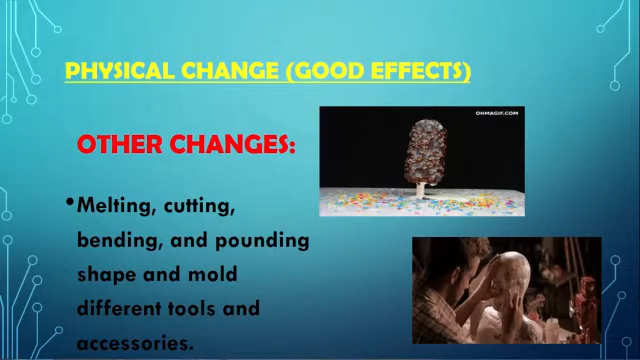 PHYSICAL CHANGE (GOOD EFFECTS)
OHMAGIF.COM
OTHER CHANGES:
•Melting, cutting,
bending, and pounding
shape and mold
different tools and
accessories.